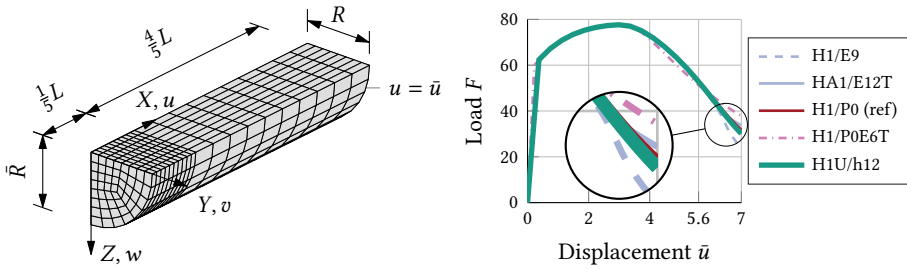 R
4/5 L
1/5 L
X, u
u = ū
R̄
Y, v
Z, w
Load F
80
60
40
20
0
0 2 4 5.6 7
Displacement ū
H1/E9
HA1/E12T
H1/P0 (ref)
H1/P0E6T
H1U/h12